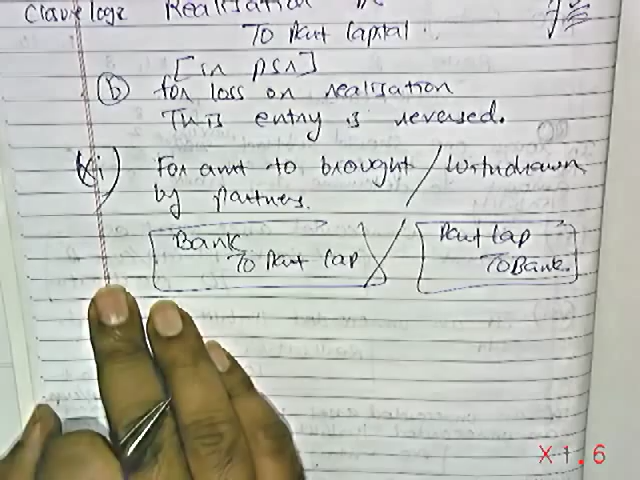 Realisation A/c
To Part Capital.
[in PSR]
(b) for loss on realisation
This entry is reversed.
(xi) For amt to brought / withdrawn
by partners.
Bank / Part Cap
To Part Cap To Bank.
X1.6